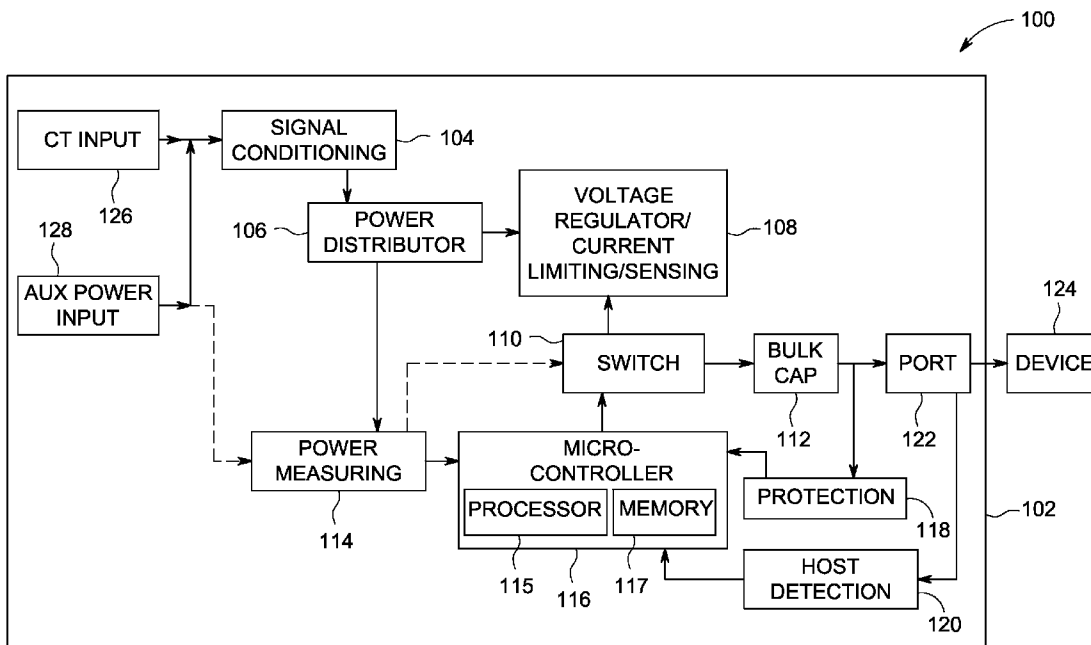 100
CT INPUT
126
SIGNAL
CONDITIONING
104
128
AUX POWER
INPUT
106
POWER
DISTRIBUTOR
VOLTAGE
REGULATOR/
CURRENT
LIMITING/SENSING
108
110
SWITCH
BULK
CAP
112
PORT
122
124
DEVICE
POWER
MEASURING
114
MICRO-
CONTROLLER
PROCESSOR
MEMORY
115
116
117
PROTECTION
118
102
HOST
DETECTION
120